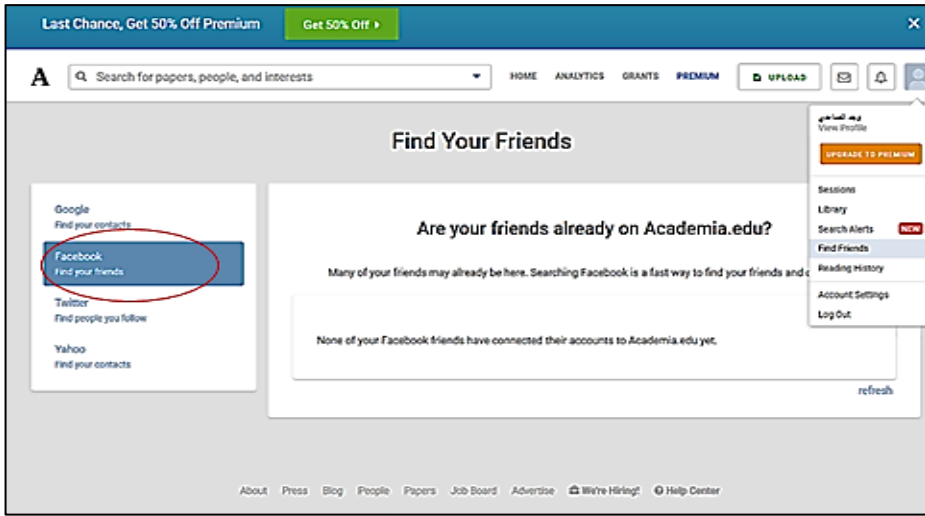 Last Chance, Get 50% Off Premium
Get 50% Off
A
Search for papers, people, and interests
HOME ANALYTICS GRANTS PREMIUM UPLOAD
View Profile
UPGRADE TO PREMIUM
Sessions
Library
Search Alerts NEW
Find Friends
Reading History
Account Settings
Log Out
Find Your Friends
Google
Find your contacts
Facebook
Find your friends
Twitter
Find people you follow
Yahoo
Find your contacts
Are your friends already on Academia.edu?
Many of your friends may already be here. Searching Facebook is a fast way to find your friends and
None of your Facebook friends have connected their accounts to Academia.edu yet.
refresh
About Press Blog People Papers Job Board Advertise We're Hiring! Help Center